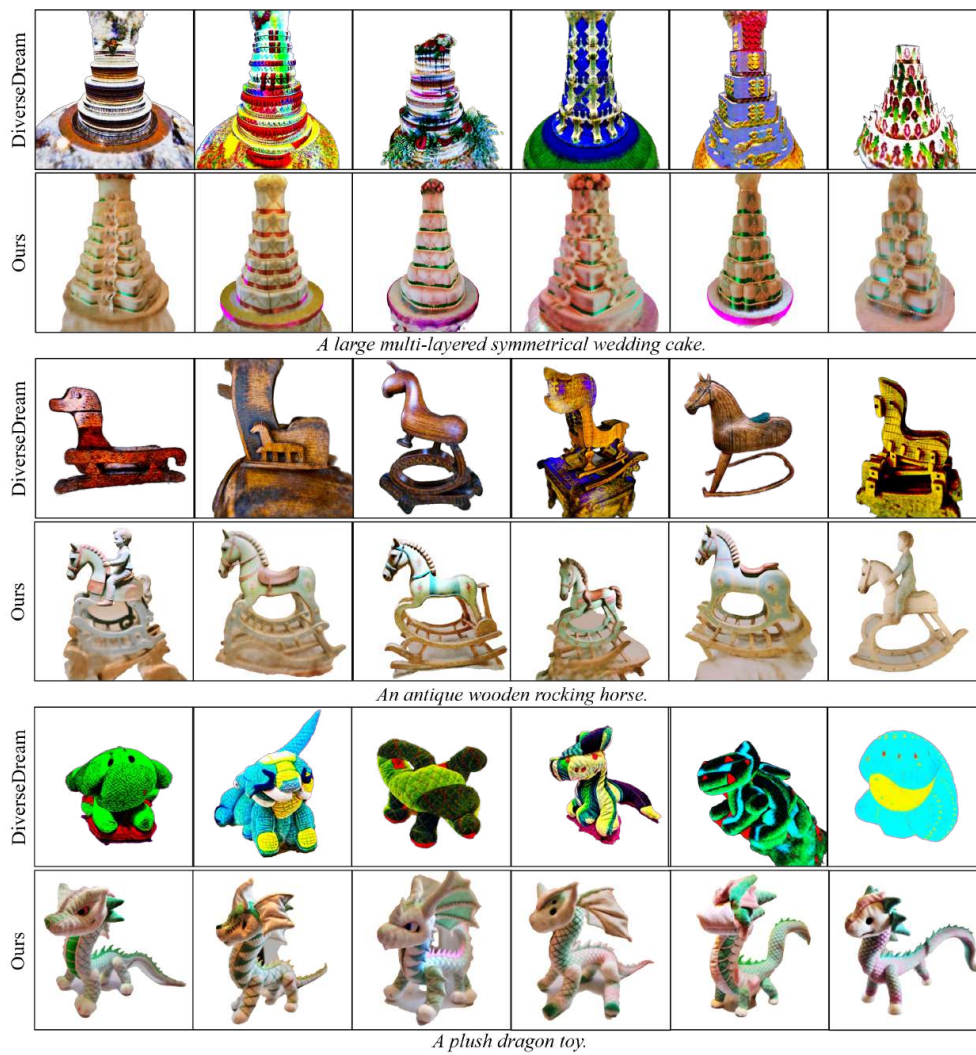 DiverseDream
Ours
A large multi-layered symmetrical wedding cake.
DiverseDream
Ours
An antique wooden rocking horse.
DiverseDream
Ours
A plush dragon toy.